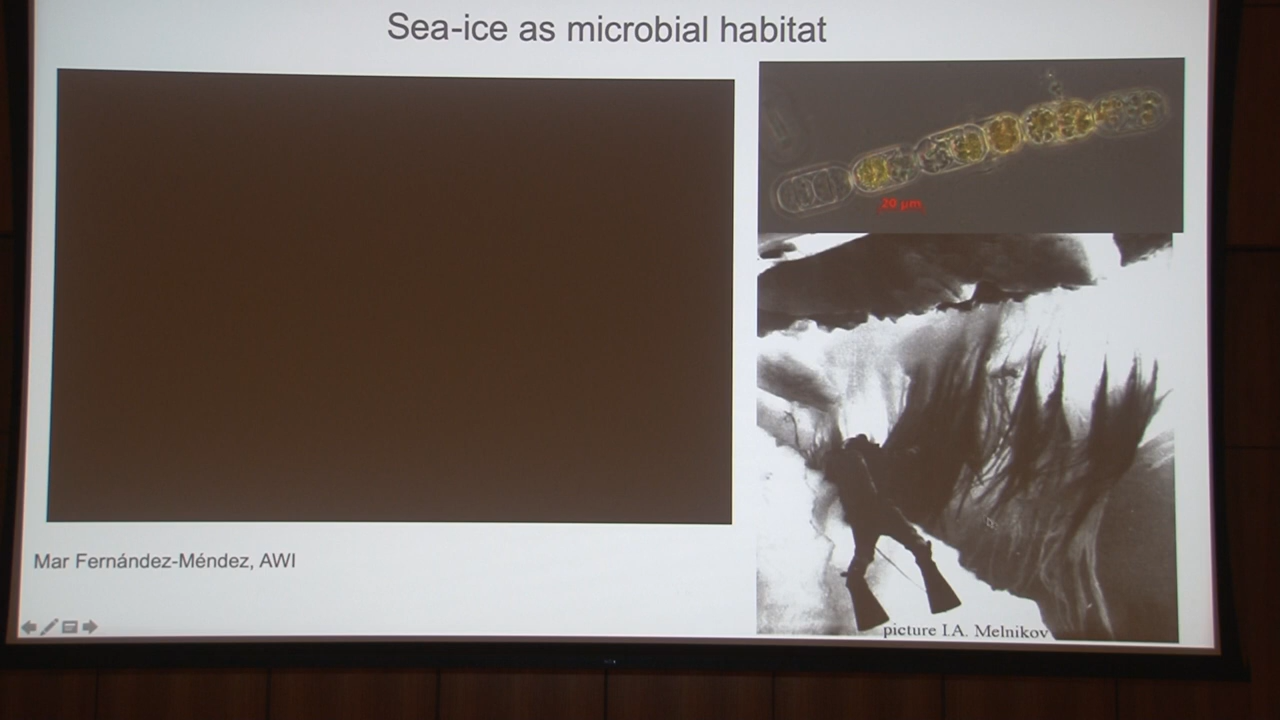 Sea-ice as microbial habitat
20 µm
Mar Fernández-Méndez, AWI
picture I.A. Melnikov